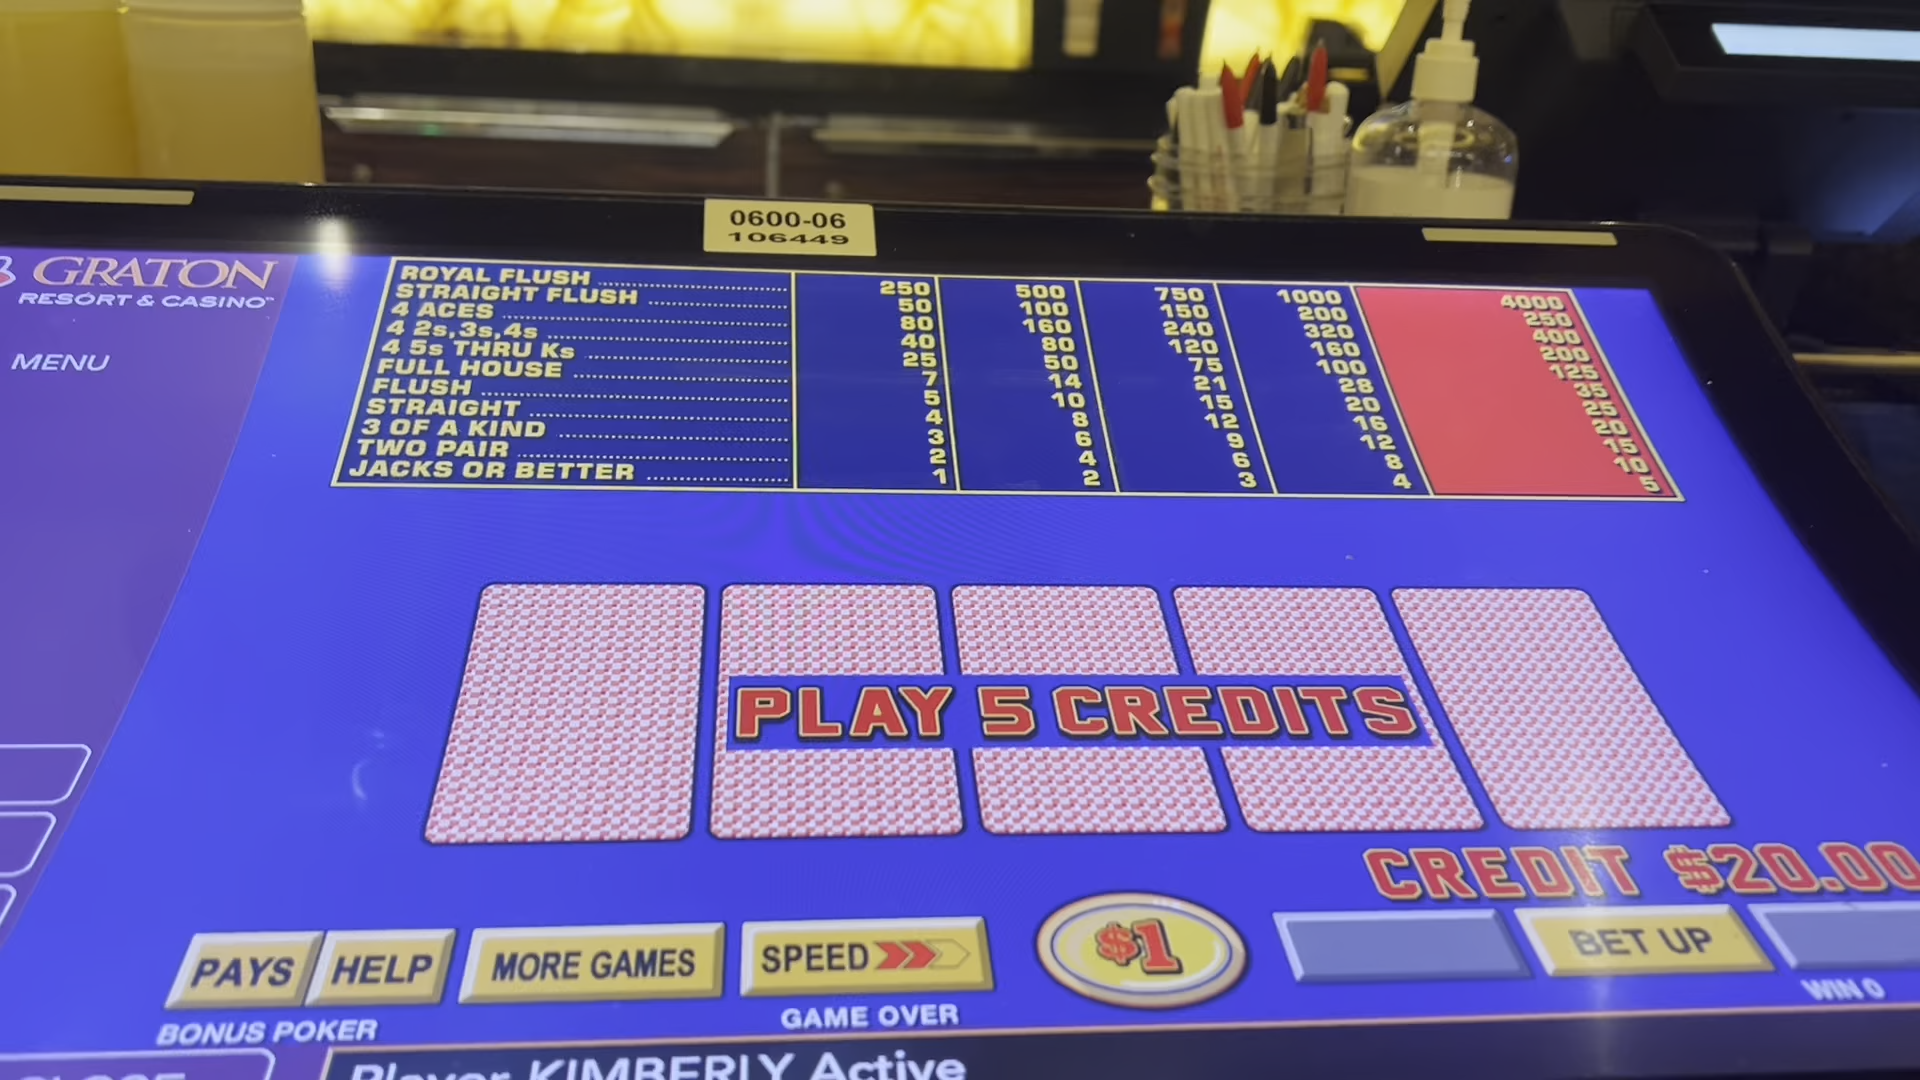 0600-06
106449
GRATON
RESORT & CASINO
MENU
ROYAL FLUSH 250 500 750 1000 4000
STRAIGHT FLUSH 50 100 150 200 250
4 ACES 80 160 240 320 400
4 2s,3s,4s 40 80 120 160 200
4 5s THRU Ks 25 50 75 100 125
FULL HOUSE 7 14 21 28 35
FLUSH 5 10 15 20 25
STRAIGHT 4 8 12 16 20
3 OF A KIND 3 6 9 12 15
TWO PAIR 2 4 6 8 10
JACKS OR BETTER 1 2 3 4 5
PLAY 5 CREDITS
CREDIT $20.00
PAYS HELP MORE GAMES SPEED $1 BET UP
BONUS POKER GAME OVER WIN 0
Player KIMBERLY Active